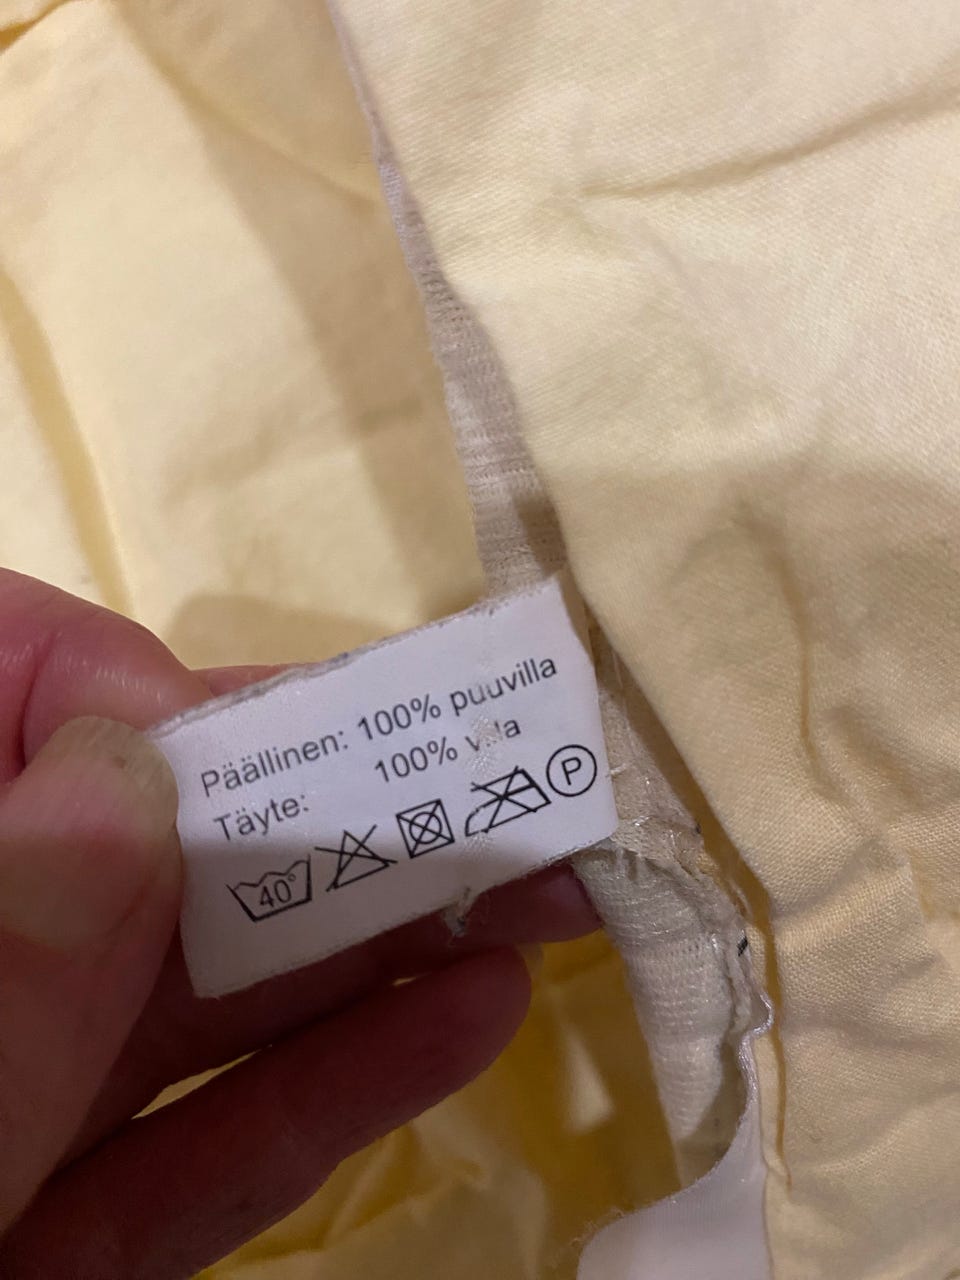 Päällinen: 100% puuvilla
Täyte: 100%
40°
P